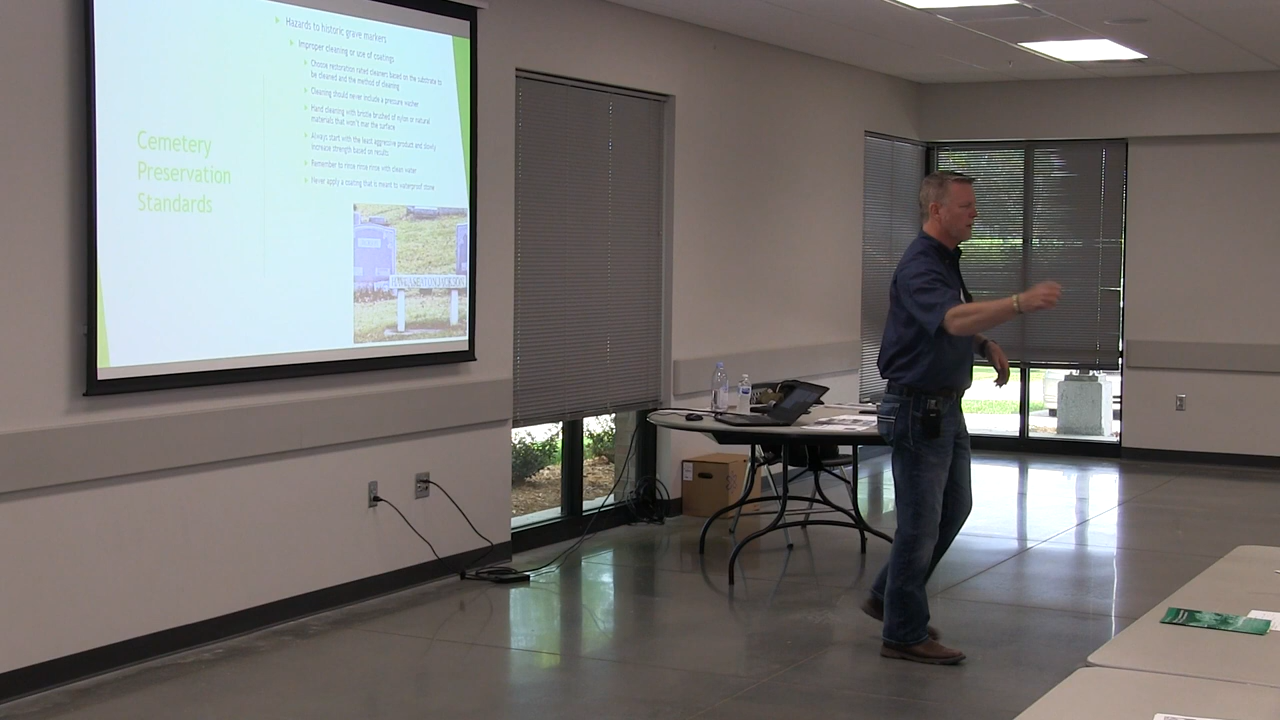 Cemetery
Preservation
Standards
Hazards to historic grave markers
Improper cleaning or use of coatings
Choose restoration rated cleaners based on the substrate to
be cleaned and the method of cleaning
Cleaning should never include a pressure washer
Hand cleaning with bristle brushed of nylon or natural
materials that won't mar the surface
Always start with the least aggressive product and slowly
increase strength based on results
Remember to rinse rinse rinse with clean water
Never apply a coating that is meant to waterproof stone